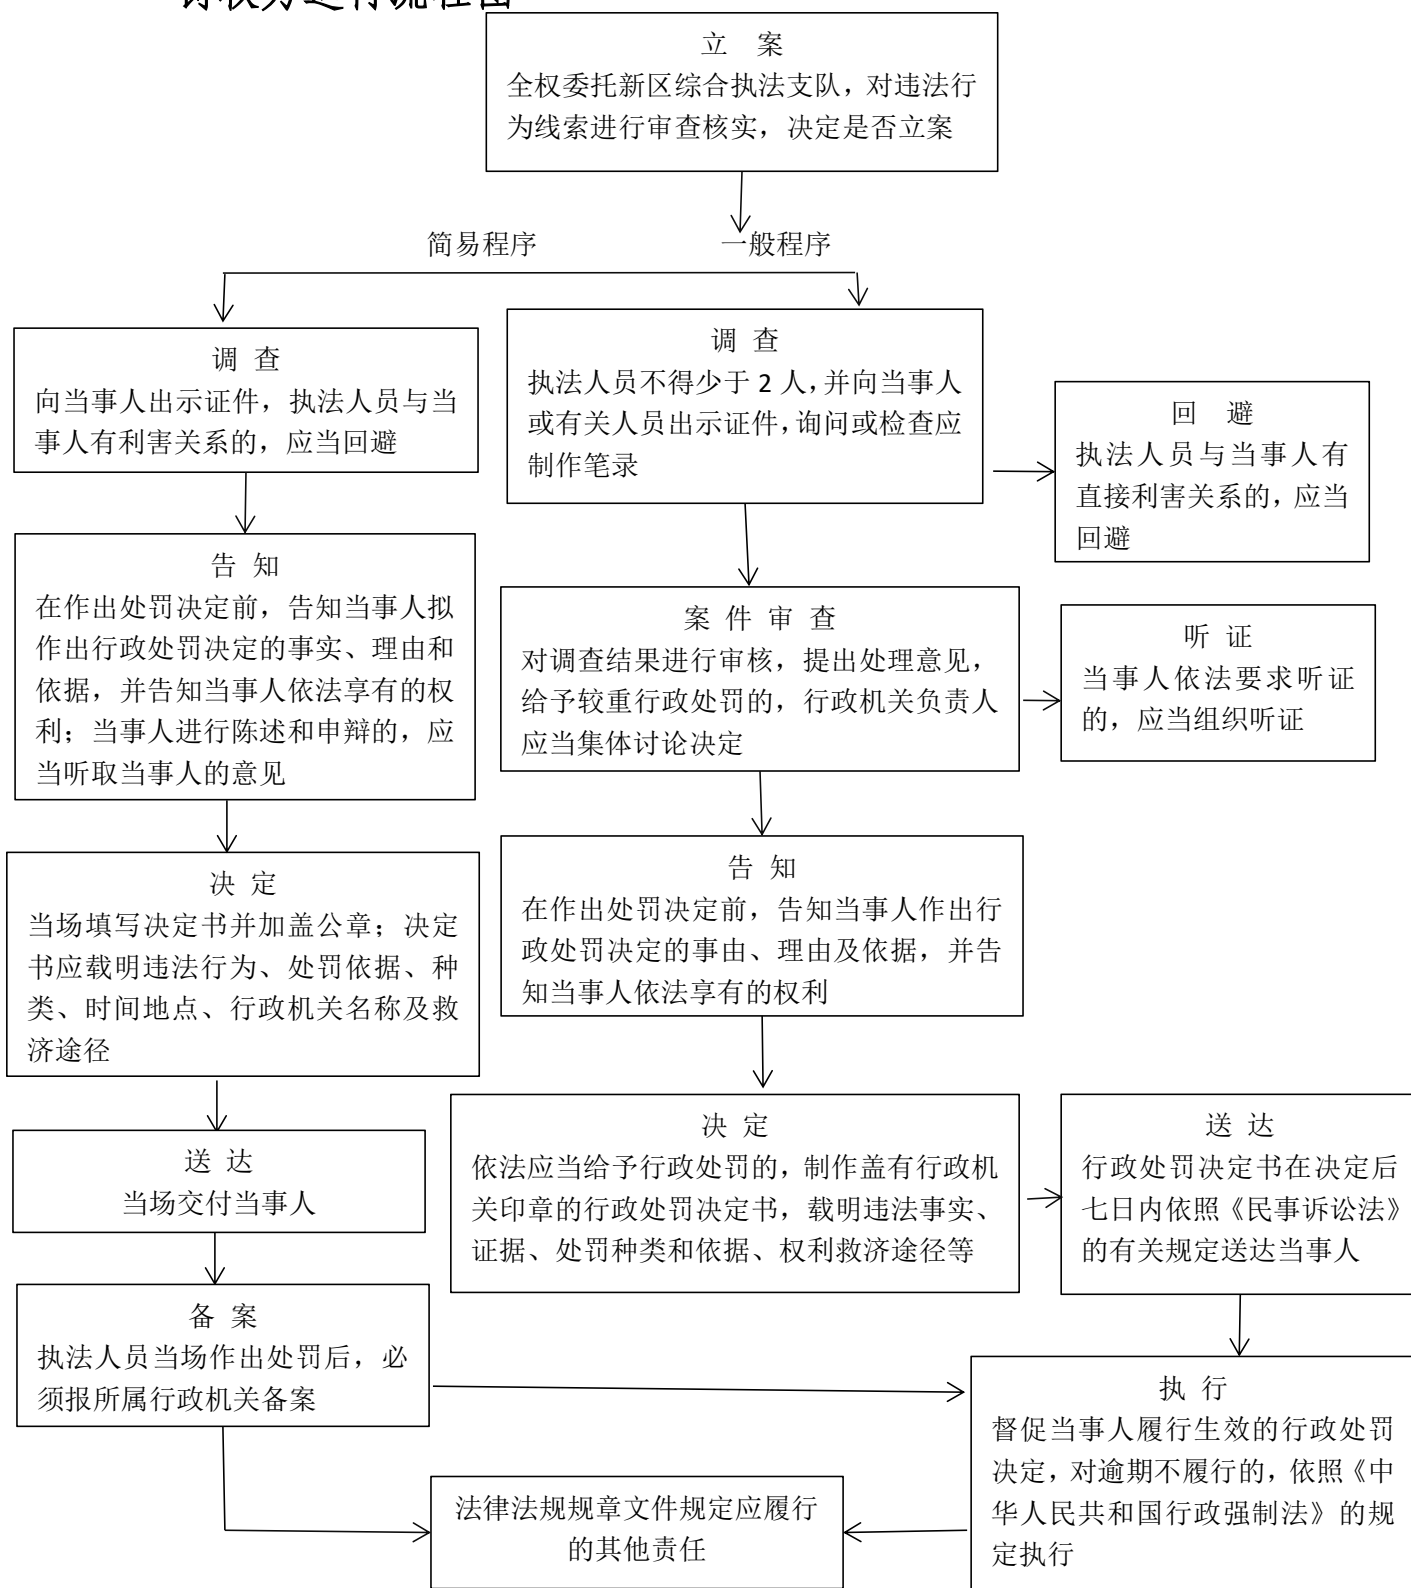 立 案
全权委托新区综合执法支队，对违法行
为线索进行审查核实，决定是否立案
简易程序
一般程序
调 查
向当事人出示证件，执法人员与当
事人有利害关系的，应当回避
调 查
执法人员不得少于 2 人，并向当事人
或有关人员出示证件，询问或检查应
制作笔录
回 避
执法人员与当事人有
直接利害关系的，应当
回避
告 知
在作出处罚决定前，告知当事人拟
作出行政处罚决定的事实、理由和
依据，并告知当事人依法享有的权
利；当事人进行陈述和申辩的，应
当听取当事人的意见
案 件 审 查
对调查结果进行审核，提出处理意见，
给予较重行政处罚的，行政机关负责人
应当集体讨论决定
听 证
当事人依法要求听证
的，应当组织听证
决 定
当场填写决定书并加盖公章；决定
书应载明违法行为、处罚依据、种
类、时间地点、行政机关名称及救
济途径
告 知
在作出处罚决定前，告知当事人作出行
政处罚决定的事由、理由及依据，并告
知当事人依法享有的权利
送 达
当场交付当事人
决 定
依法应当给予行政处罚的，制作盖有行政机
关印章的行政处罚决定书，载明违法事实、
证据、处罚种类和依据、权利救济途径等
送 达
行政处罚决定书在决定后
七日内依照《民事诉讼法》
的有关规定送达当事人
备 案
执法人员当场作出处罚后，必
须报所属行政机关备案
执 行
督促当事人履行生效的行政处罚
决定，对逾期不履行的，依照《中
华人民共和国行政强制法》的规
定执行
法律法规规章文件规定应履行
的其他责任